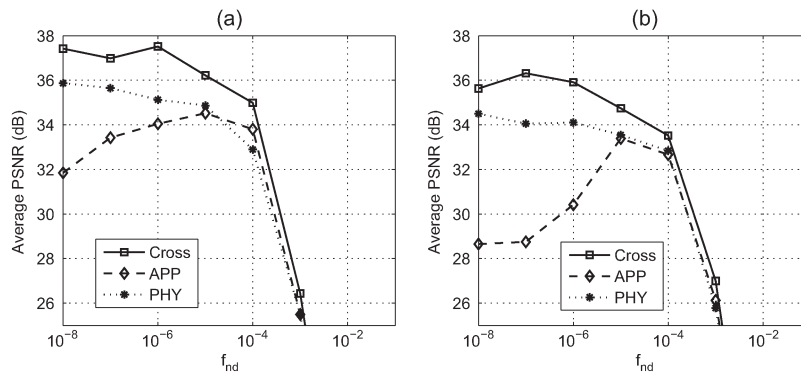 (a)
38
36
34
32
30
28
26
Average PSNR (dB)
Cross
APP
PHY
10^-8
10^-6
10^-4
10^-2
f_nd
(b)
38
36
34
32
30
28
26
Average PSNR (dB)
Cross
APP
PHY
10^-8
10^-6
10^-4
10^-2
f_nd